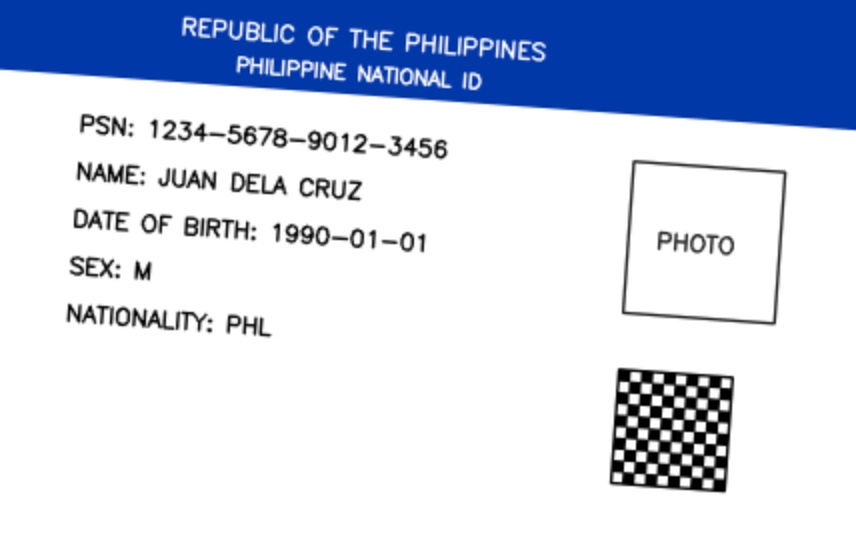 REPUBLIC OF THE PHILIPPINES
PHILIPPINE NATIONAL ID
PSN: 1234-5678-9012-3456
NAME: JUAN DELA CRUZ
DATE OF BIRTH: 1990-01-01
SEX: M
NATIONALITY: PHL
PHOTO